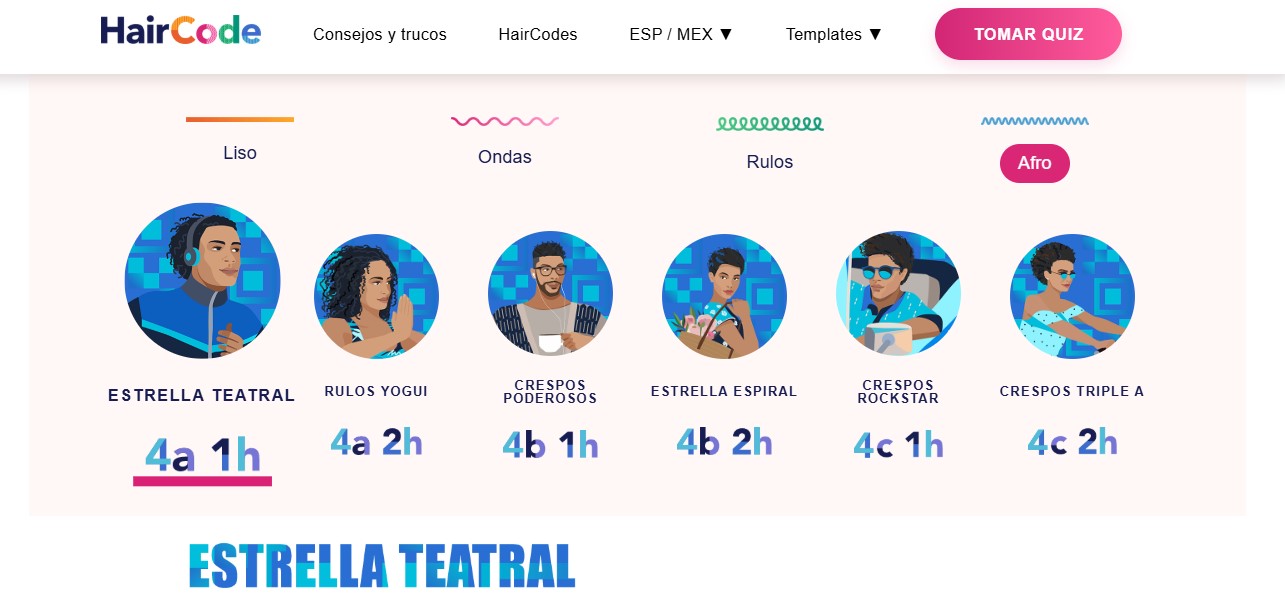 HairCode
Consejos y trucos
HairCodes
ESP / MEX ▼
Templates ▼
TOMAR QUIZ
Liso
Ondas
Rulos
Afro
ESTRELLA TEATRAL
4a 1h
RULOS YOGUI
4a 2h
CRESPOS
PODEROSOS
4b 1h
ESTRELLA ESPIRAL
4b 2h
CRESPOS
ROCKSTAR
4c 1h
CRESPOS TRIPLE A
4c 2h
ESTRELLA TEATRAL